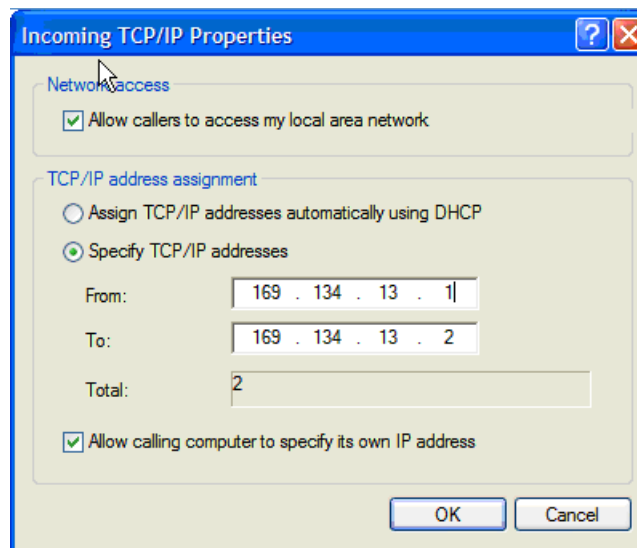 Incoming TCP/IP Properties
Network access
Allow callers to access my local area network
TCP/IP address assignment
Assign TCP/IP addresses automatically using DHCP
Specify TCP/IP addresses
From: 169 . 134 . 13 . 1
To: 169 . 134 . 13 . 2
Total: 2
Allow calling computer to specify its own IP address
OK Cancel